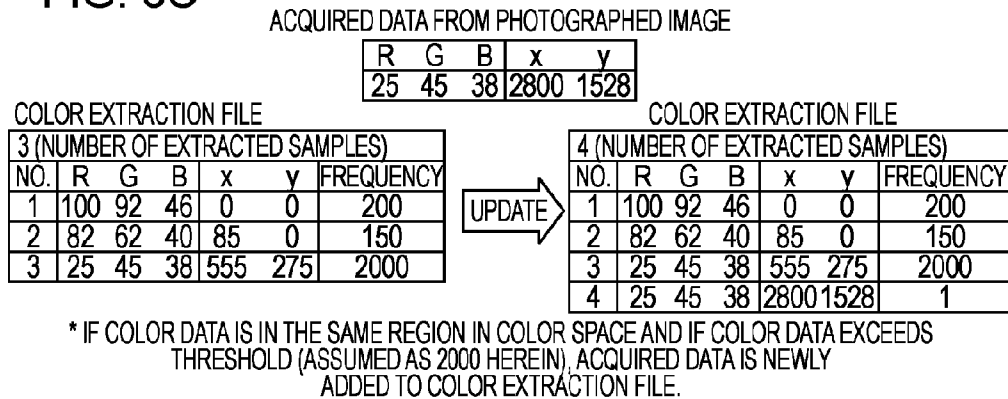 ACQUIRED DATA FROM PHOTOGRAPHED IMAGE
R G B x y
25 45 38 2800 1528
COLOR EXTRACTION FILE
3 (NUMBER OF EXTRACTED SAMPLES)
NO. R G B x y FREQUENCY
1 100 92 46 0 0 200
2 82 62 40 85 0 150
3 25 45 38 555 275 2000
UPDATE
COLOR EXTRACTION FILE
4 (NUMBER OF EXTRACTED SAMPLES)
NO. R G B x y FREQUENCY
1 100 92 46 0 0 200
2 82 62 40 85 0 150
3 25 45 38 555 275 2000
4 25 45 38 2800 1528 1
* IF COLOR DATA IS IN THE SAME REGION IN COLOR SPACE AND IF COLOR DATA EXCEEDS
THRESHOLD (ASSUMED AS 2000 HEREIN), ACQUIRED DATA IS NEWLY
ADDED TO COLOR EXTRACTION FILE.